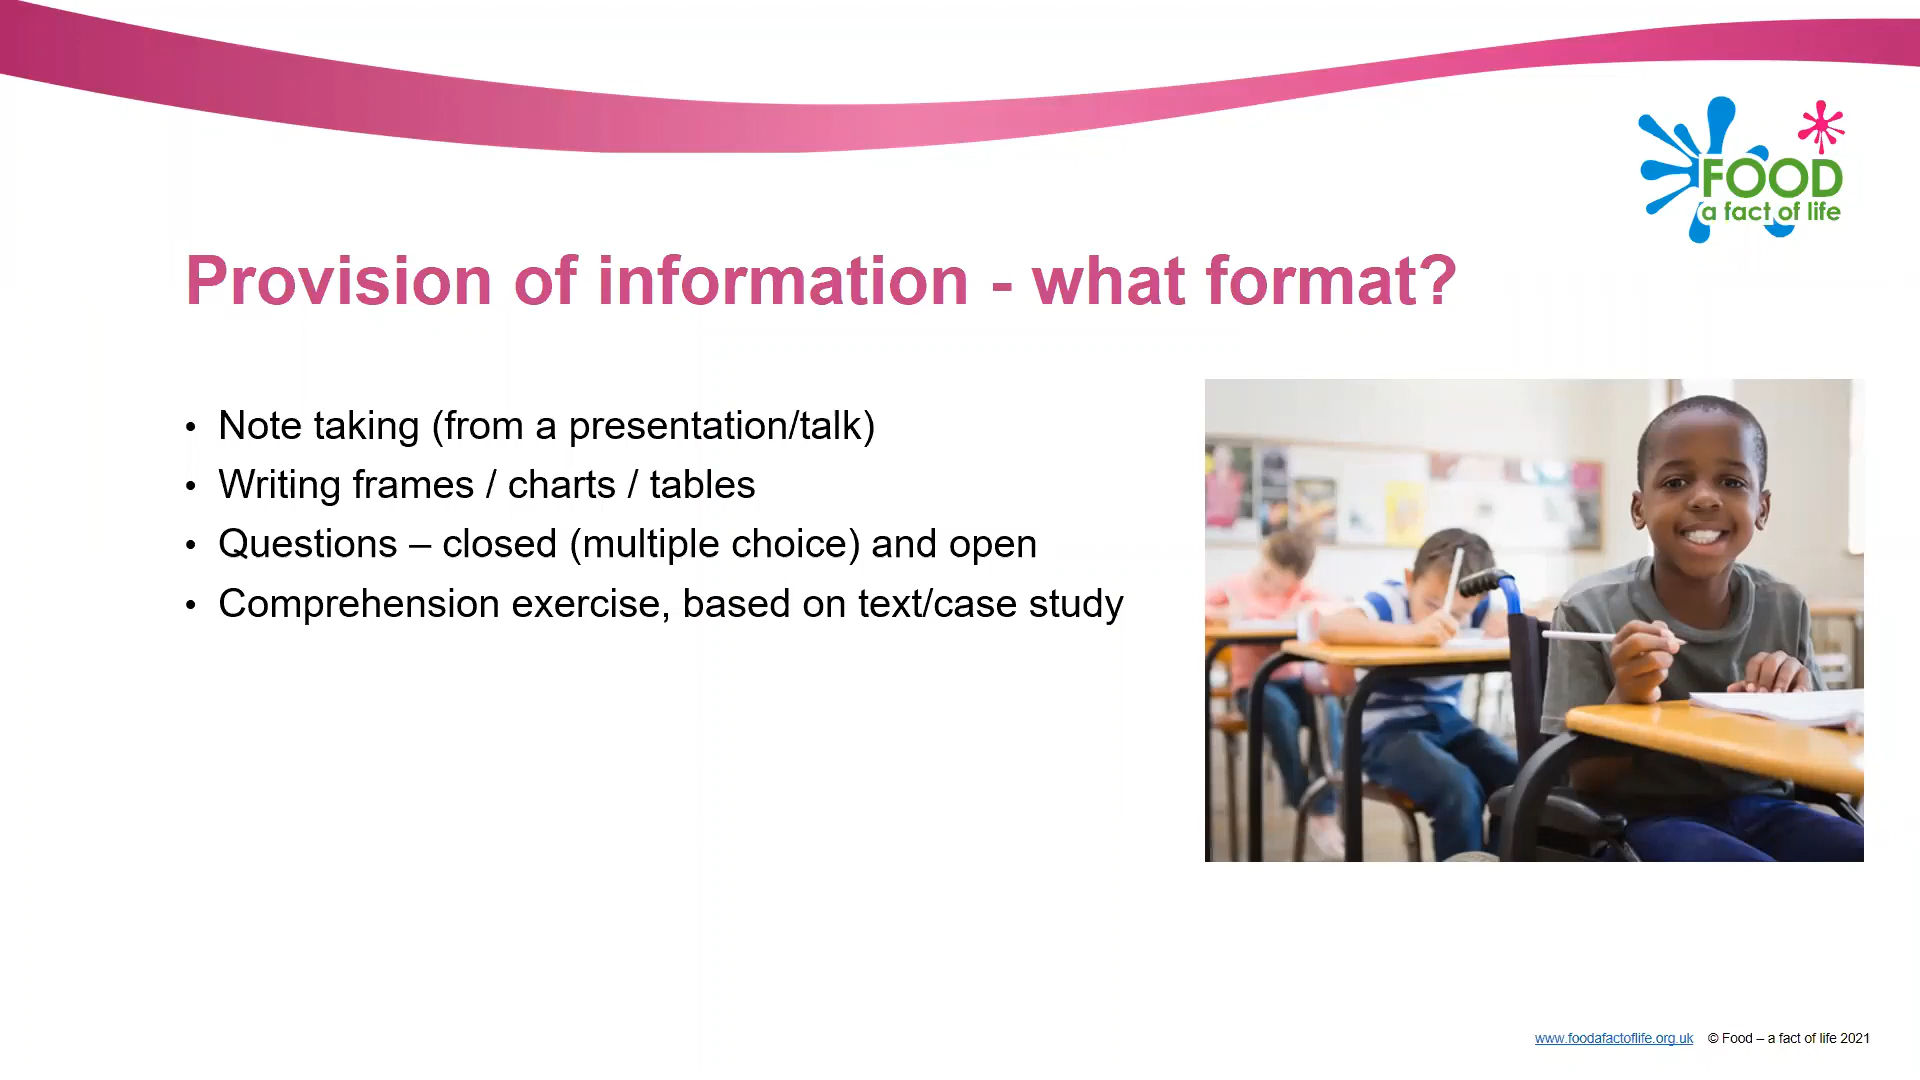 FOOD
a fact of life
Provision of information - what format?
• Note taking (from a presentation/talk)
• Writing frames / charts / tables
• Questions – closed (multiple choice) and open
• Comprehension exercise, based on text/case study
www.foodafactoflife.org.uk © Food – a fact of life 2021